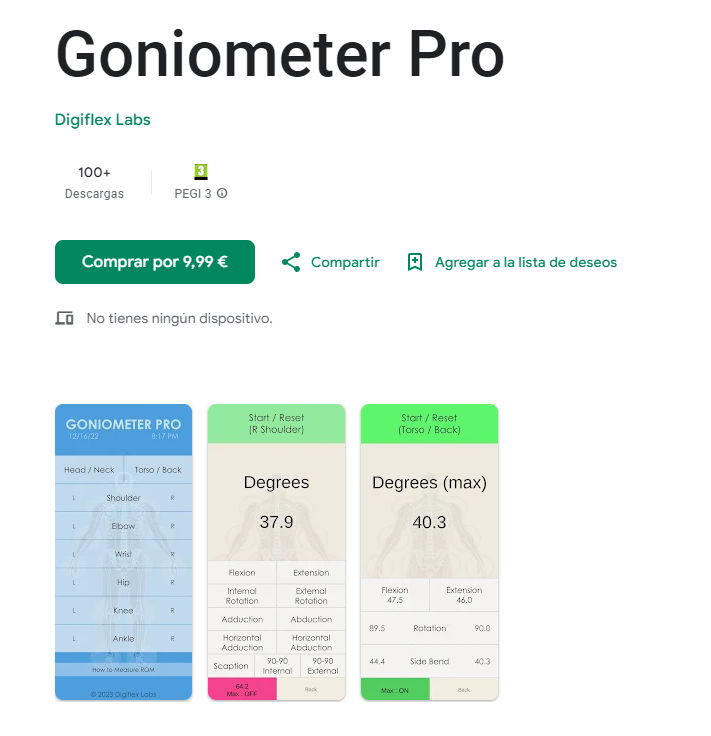 Goniometer Pro
Digiflex Labs
100+
Descargas
3
PEGI 3
Comprar por 9,99 €
Compartir
Agregar a la lista de deseos
No tienes ningún dispositivo.
GONIOMETER PRO
12/16/22 8:17 PM
Head / Neck Torso / Back
L Shoulder R
L Elbow R
L Wrist R
L Hip R
L Knee R
L Ankle R
How to Measure ROM
© 2023 Digiflex Labs
Start / Reset
(R Shoulder)
Degrees
37.9
Flexion Extension
Internal Rotation External Rotation
Adduction Abduction
Horizontal Adduction Horizontal Abduction
Scaption 90-90 Internal 90-90 External
64.2
Max : OFF Back
Start / Reset
(Torso / Back)
Degrees (max)
40.3
Flexion Extension
47.5 46.0
89.5 Rotation 90.0
44.4 Side Bend 40.3
Max : ON Back